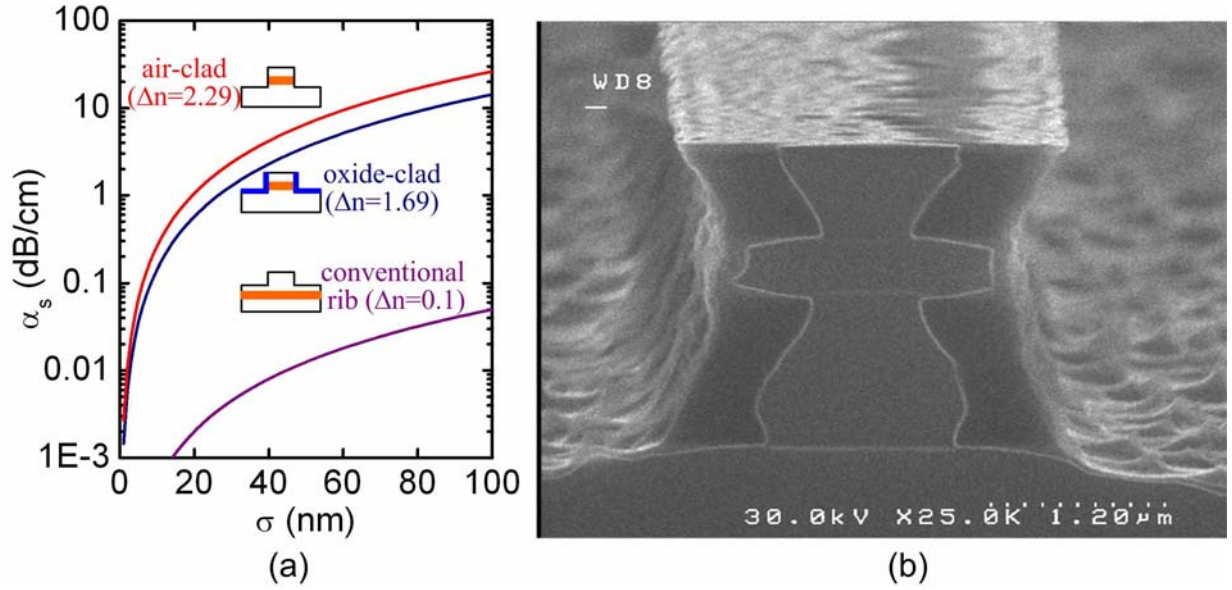 100
10
1
0.1
0.01
1E-3
0
20
40
60
80
100
α_s (dB/cm)
σ (nm)
air-clad
(Δn=2.29)
oxide-clad
(Δn=1.69)
conventional
rib (Δn=0.1)
(a)
WD8
30.0kV X25.0K 1.20µm
(b)